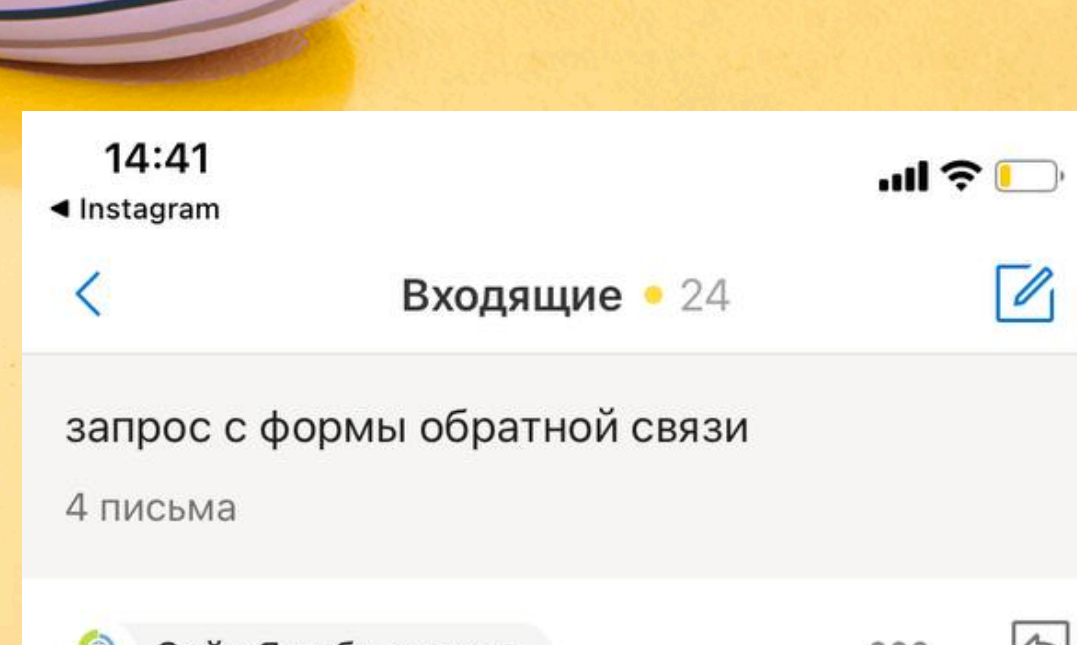 14:41
◀ Instagram
Входящие • 24
запрос с формы обратной связи
4 письма